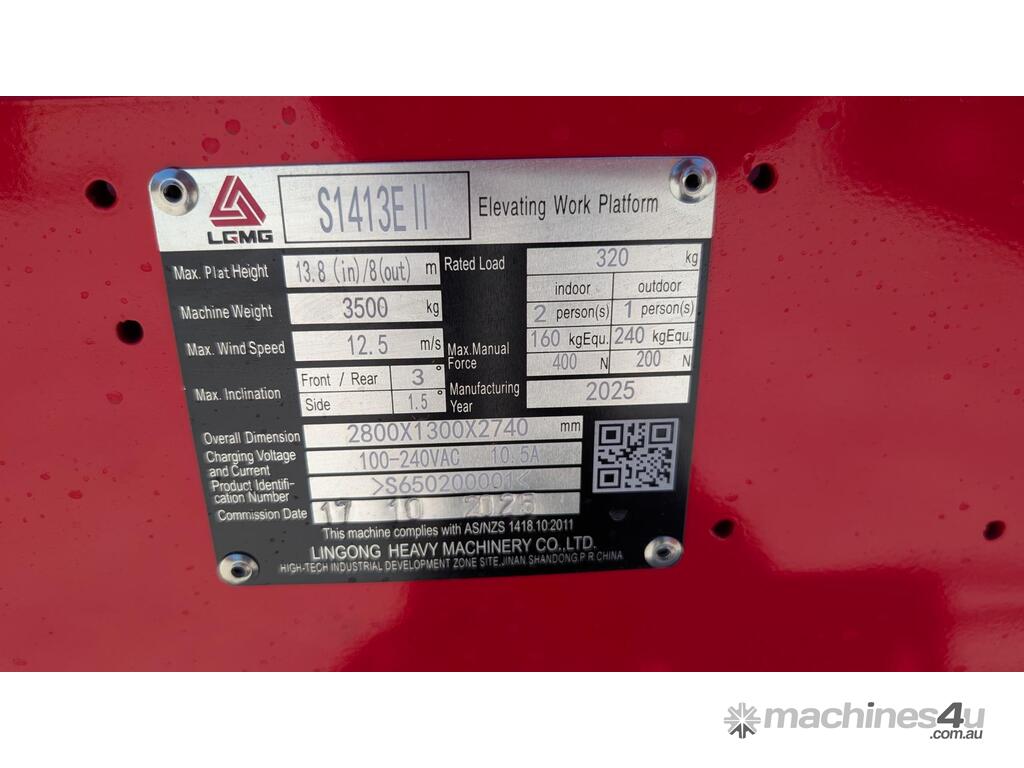 LGMG
S1413E II
Elevating Work Platform
Max. Plat Height 13.8 (in)/8(out) m
Rated Load 320 kg
indoor outdoor
2 person(s) 1 person(s)
160 kgEqu. 240 kgEqu.
Machine Weight 3500 kg
Max. Wind Speed 12.5 m/s
Max.Manual Force 400 N 200 N
Max. Inclination Front / Rear 3°
Side 1.5°
Manufacturing Year 2025
Overall Dimension 2800X1300X2740 mm
Charging Voltage and Current 100-240VAC 10.5A
Product Identifi-cation Number >S650200001<
Commission Date 17 10 202
This machine complies with AS/NZS 1418.10:2011
LINGONG HEAVY MACHINERY CO.,LTD.
HIGH-TECH INDUSTRIAL DEVELOPMENT ZONE SITE,JINAN SHANDONG P R CHINA
machines4u
.com.au